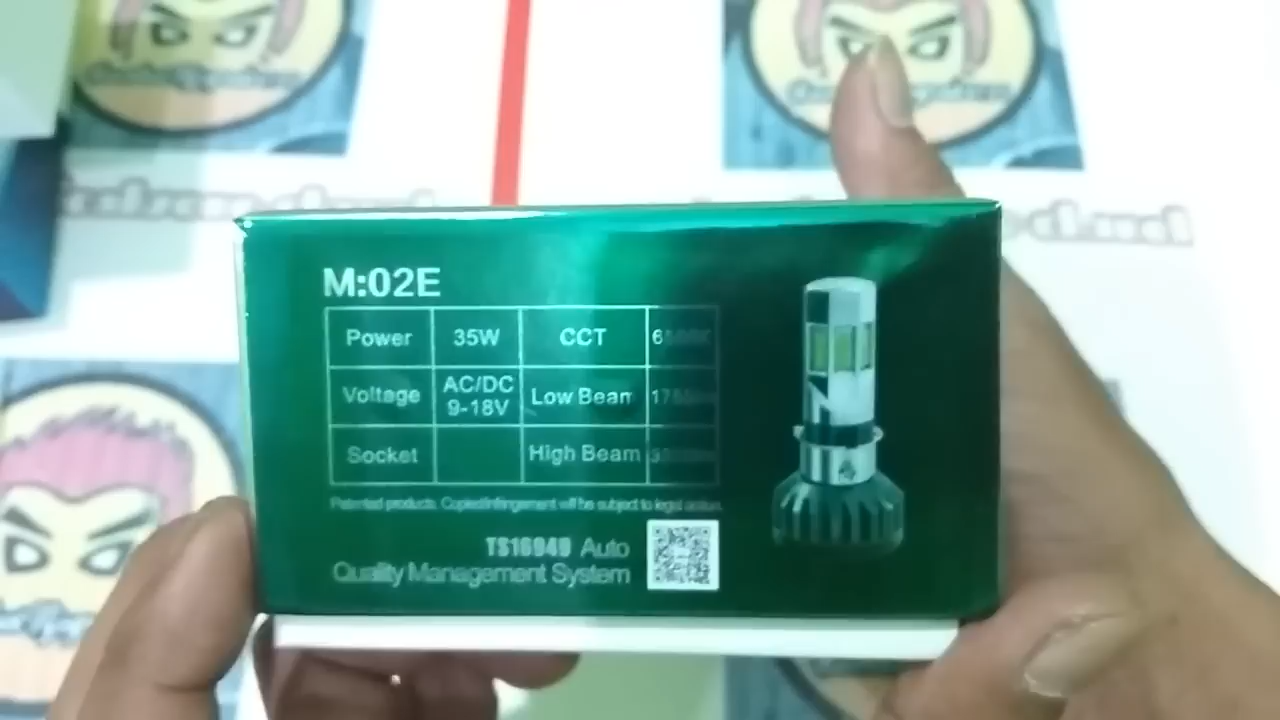 M:02E
Power 35W CCT
Voltage AC/DC 9-18V Low Beam
Socket High Beam
Patented products. Copied/infringement will be subject to legal action.
TS16949 Auto
Quality Management System